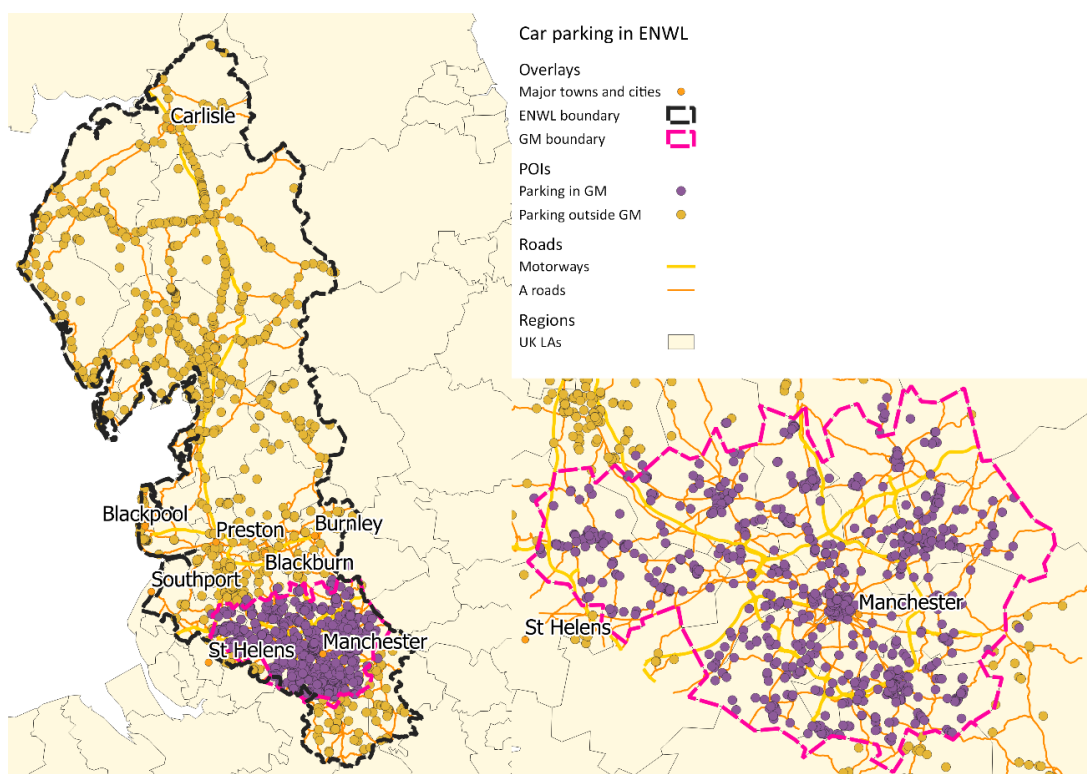 Car parking in ENWL
Overlays
Major towns and cities
ENWL boundary
GM boundary
POIs
Parking in GM
Parking outside GM
Roads
Motorways
A roads
Regions
UK LAs
Carlisle
Blackpool
Preston
Burnley
Blackburn
Southport
St Helens
Manchester
Manchester
St Helens